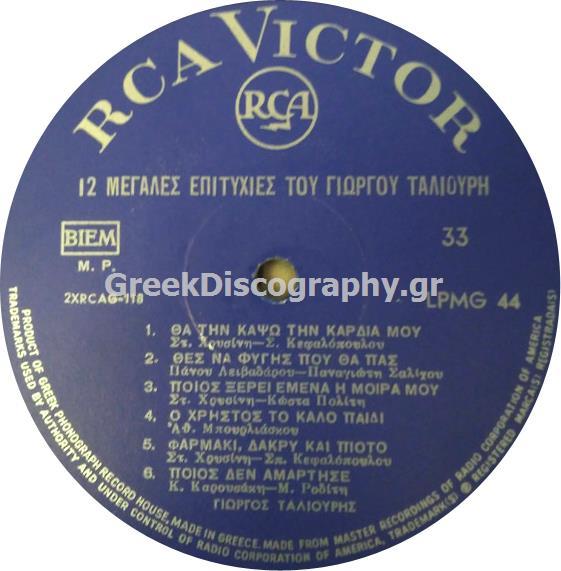 RCA VICTOR
RCA
12 ΜΕΓΑΛΕΣ ΕΠΙΤΥΧΙΕΣ ΤΟΥ ΓΙΩΡΓΟΥ ΤΑΛΙΟΥΡΗ
BIEM
33
M. P.
GreekDiscography.gr
2XRCAG-118
LPMG 44
1. ΘΑ ΤΗΝ ΚΑΨΩ ΤΗΝ ΚΑΡΔΙΑ ΜΟΥ
Στ. Χρυσίνη—Σ. Κεφαλόπουλου
2. ΘΕΣ ΝΑ ΦΥΓΗΣ ΠΟΥ ΘΑ ΠΑΣ
Πάνου Λειβαδάρου—Παναγιώτη Σαλίχου
3. ΠΟΙΟΣ ΞΕΡΕΙ ΕΜΕΝΑ Η ΜΟΙΡΑ ΜΟΥ
Στ. Χρυσίνη—Κώστα Πολίτη
4. Ο ΧΡΗΣΤΟΣ ΤΟ ΚΑΛΟ ΠΑΙΔΙ
Ἀθ. Μπουρλιάσκου
5. ΦΑΡΜΑΚΙ, ΔΑΚΡΥ ΚΑΙ ΠΙΟΤΟ
Στ. Χρυσίνη—Σπ. Κεφαλόπουλου
6. ΠΟΙΟΣ ΔΕΝ ΑΜΑΡΤΗΣΕ
Κ. Καρουσάκη—Μ. Ροδίτη
ΓΙΩΡΓΟΣ ΤΑΛΙΟΥΡΗΣ
PRODUCT OF GREEK PHONOGRAPH RECORD HOUSE, MADE IN GREECE. MADE FROM MASTER RECORDINGS OF RADIO CORPORATION OF AMERICA
TRADEMARKS USED BY AUTHORITY AND UNDER CONTROL OF RADIO CORPORATION OF AMERICA, TRADEMARK(S) ® REGISTERED MARCA(S) REGISTRADA(S)